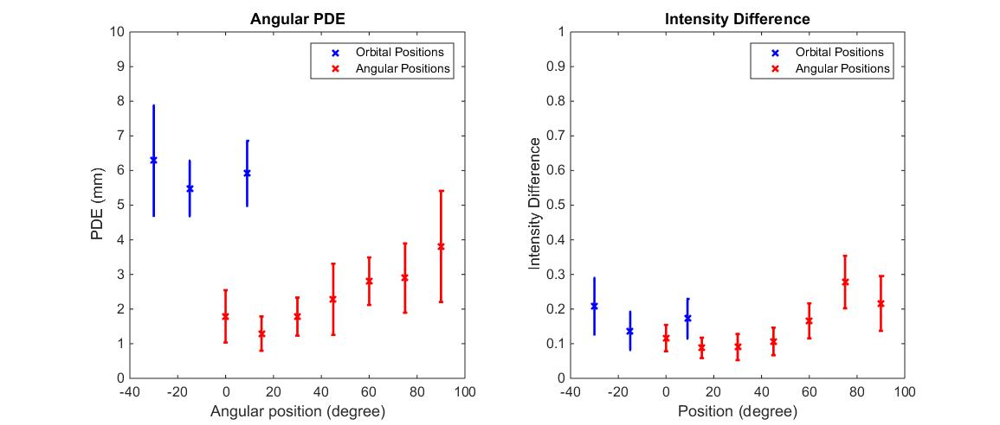 Angular PDE
10
9
8
7
6
5
4
3
2
1
0
PDE (mm)
Orbital Positions
Angular Positions
-40 -20 0 20 40 60 80 100
Angular position (degree)
Intensity Difference
1
0.9
0.8
0.7
0.6
0.5
0.4
0.3
0.2
0.1
0
Intensity Difference
Orbital Positions
Angular Positions
-40 -20 0 20 40 60 80 100
Position (degree)